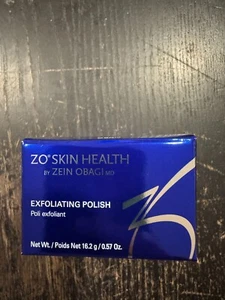 ZO® SKIN HEALTH
BY ZEIN OBAGI MD
EXFOLIATING POLISH
Poli exfoliant
Net Wt. / Poids Net 16.2 g / 0.57 Oz.